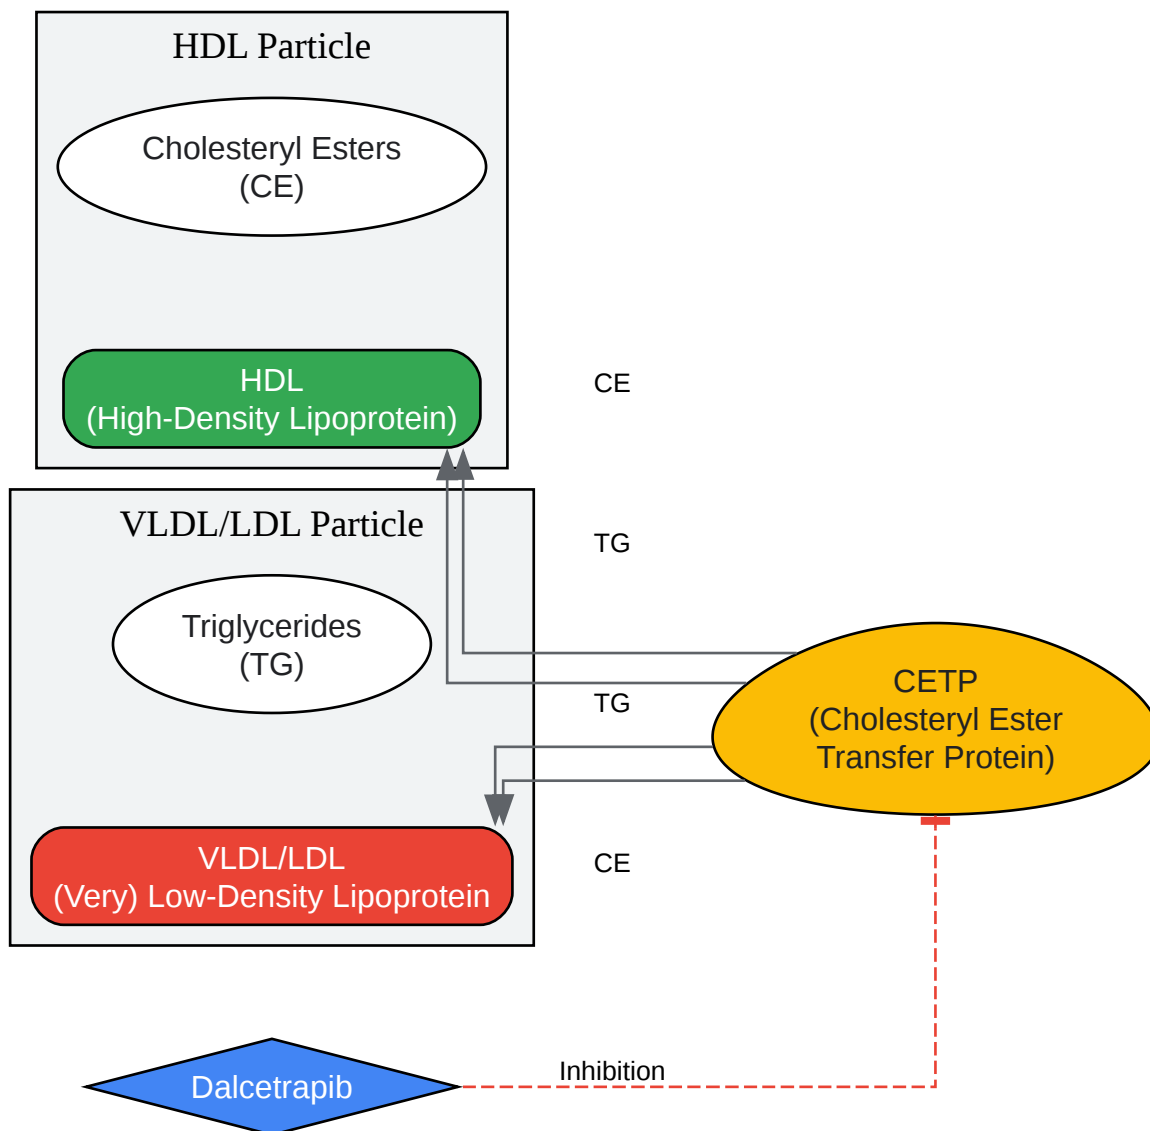 HDL Particle
Cholesteryl Esters
(CE)
HDL
(High-Density Lipoprotein)
CE
VLDL/LDL Particle
TG
Triglycerides
(TG)
TG
CETP
(Cholesteryl Ester
Transfer Protein)
VLDL/LDL
(Very) Low-Density Lipoprotein
CE
Inhibition
Dalcetrapib